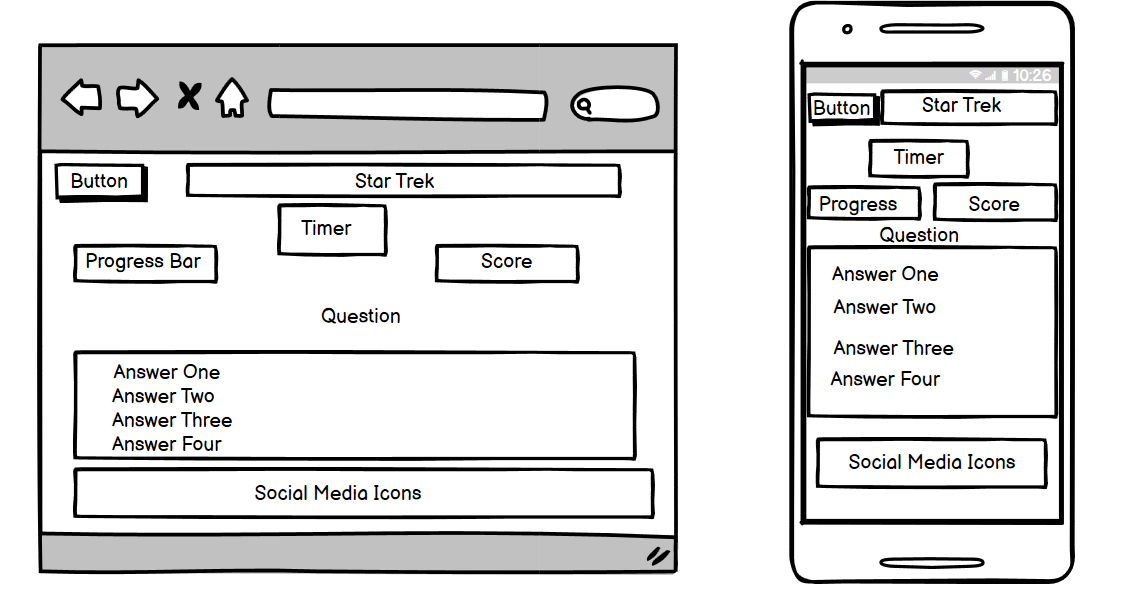 Button
Star Trek
Timer
Progress Bar
Score
Question
Answer One
Answer Two
Answer Three
Answer Four
Social Media Icons
10:26
Button
Star Trek
Timer
Progress
Score
Question
Answer One
Answer Two
Answer Three
Answer Four
Social Media Icons